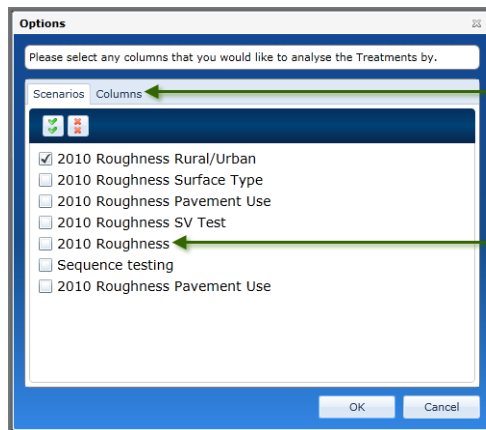 Options
Please select any columns that you would like to analyse the Treatments by.
Scenarios Columns
2010 Roughness Rural/Urban
2010 Roughness Surface Type
2010 Roughness Pavement Use
2010 Roughness SV Test
2010 Roughness
Sequence testing
2010 Roughness Pavement Use
OK Cancel